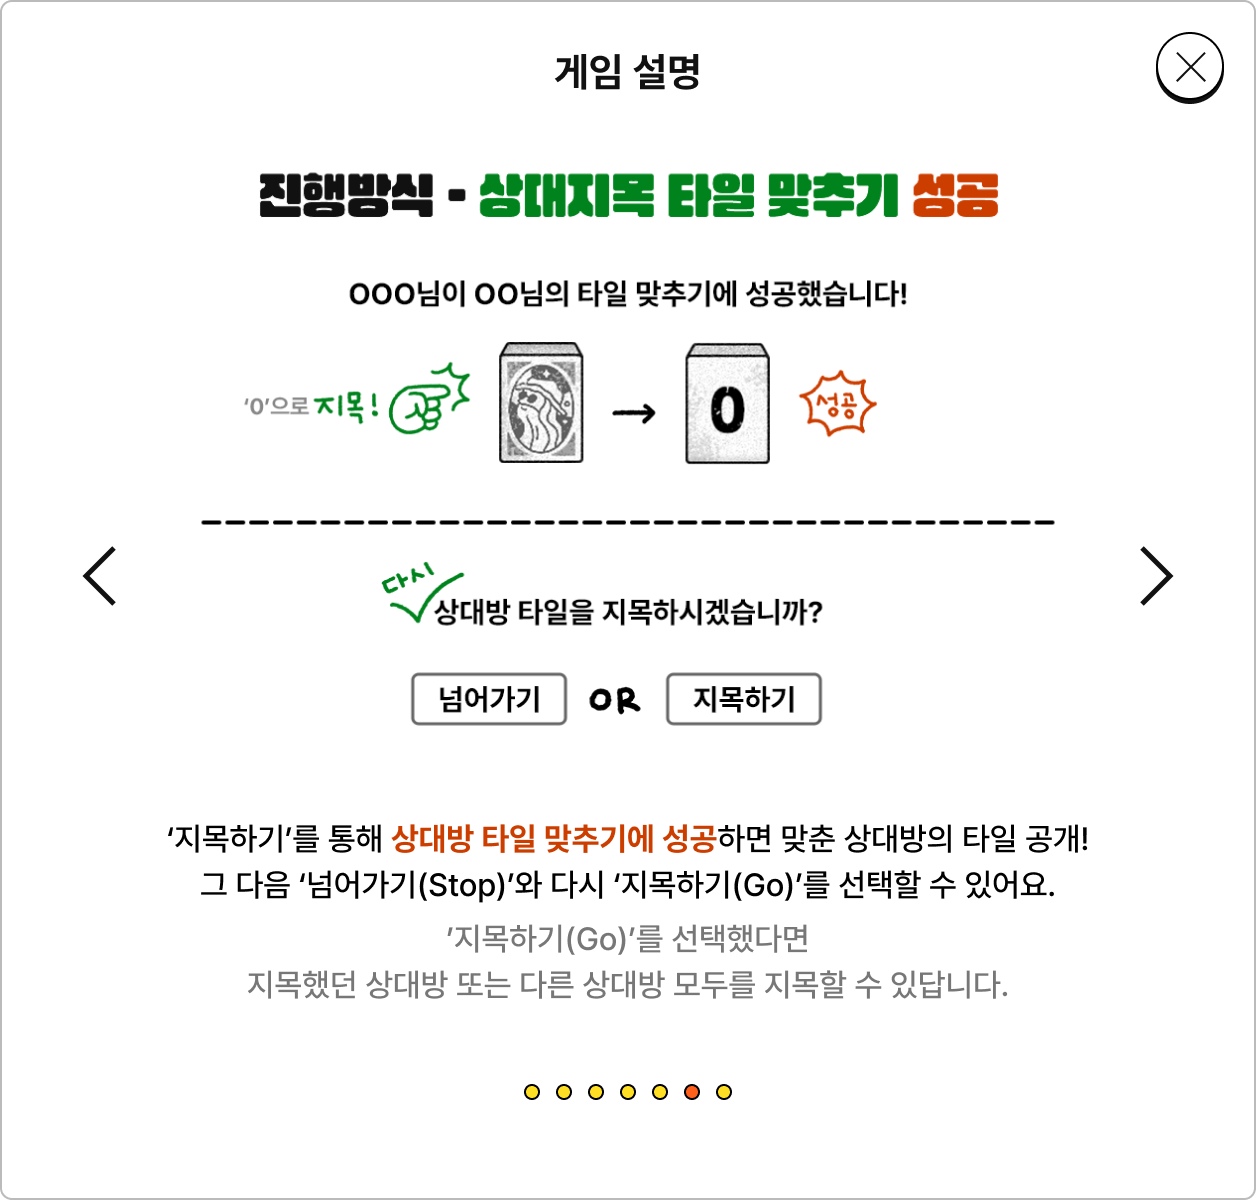 게임 설명
진행방식 - 상대지목 타일 맞추기 성공
OOO님이 OO님의 타일 맞추기에 성공했습니다!
‘0’으로 지목!
0
성공
다시
상대방 타일을 지목하시겠습니까?
넘어가기 OR 지목하기
‘지목하기’를 통해 상대방 타일 맞추기에 성공하면 맞춘 상대방의 타일 공개!
그 다음 ‘넘어가기(Stop)’와 다시 ‘지목하기(Go)’를 선택할 수 있어요.
’지목하기(Go)’를 선택했다면
지목했던 상대방 또는 다른 상대방 모두를 지목할 수 있답니다.